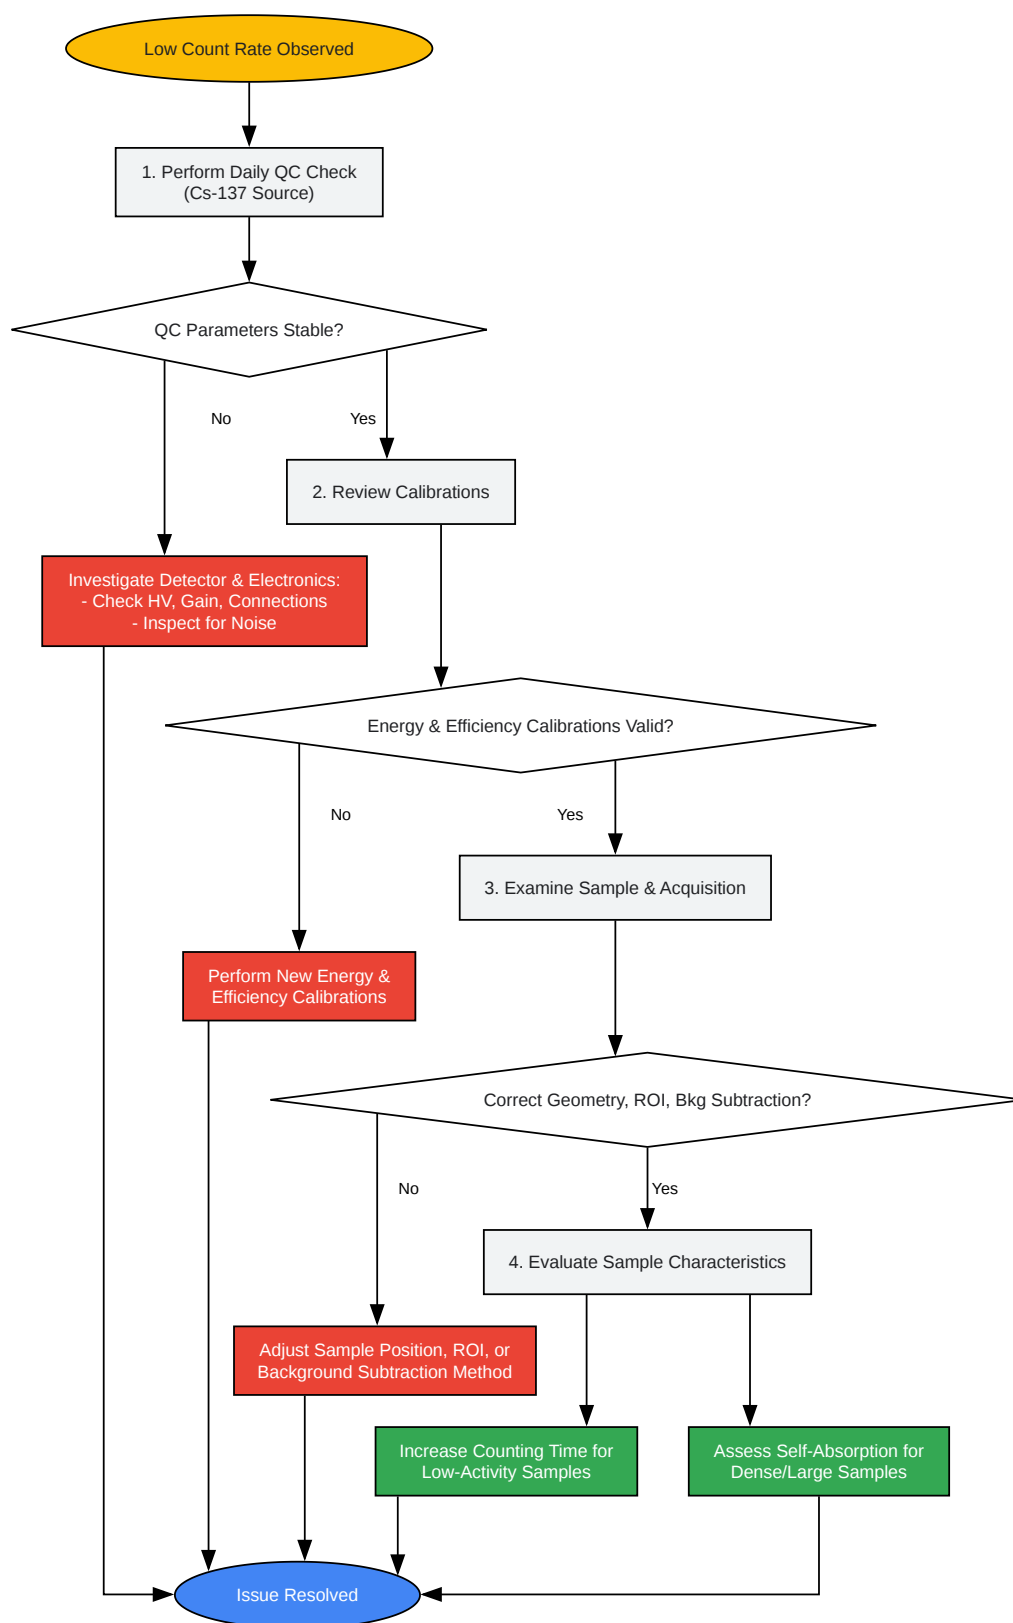 Low Count Rate Observed
1. Perform Daily QC Check
(Cs-137 Source)
QC Parameters Stable?
No
Yes
2. Review Calibrations
Investigate Detector & Electronics:
- Check HV, Gain, Connections
- Inspect for Noise
Energy & Efficiency Calibrations Valid?
No
Yes
3. Examine Sample & Acquisition
Perform New Energy &
Efficiency Calibrations
Correct Geometry, ROI, Bkg Subtraction?
No
Yes
4. Evaluate Sample Characteristics
Adjust Sample Position, ROI, or
Background Subtraction Method
Increase Counting Time for
Low-Activity Samples
Assess Self-Absorption for
Dense/Large Samples
Issue Resolved